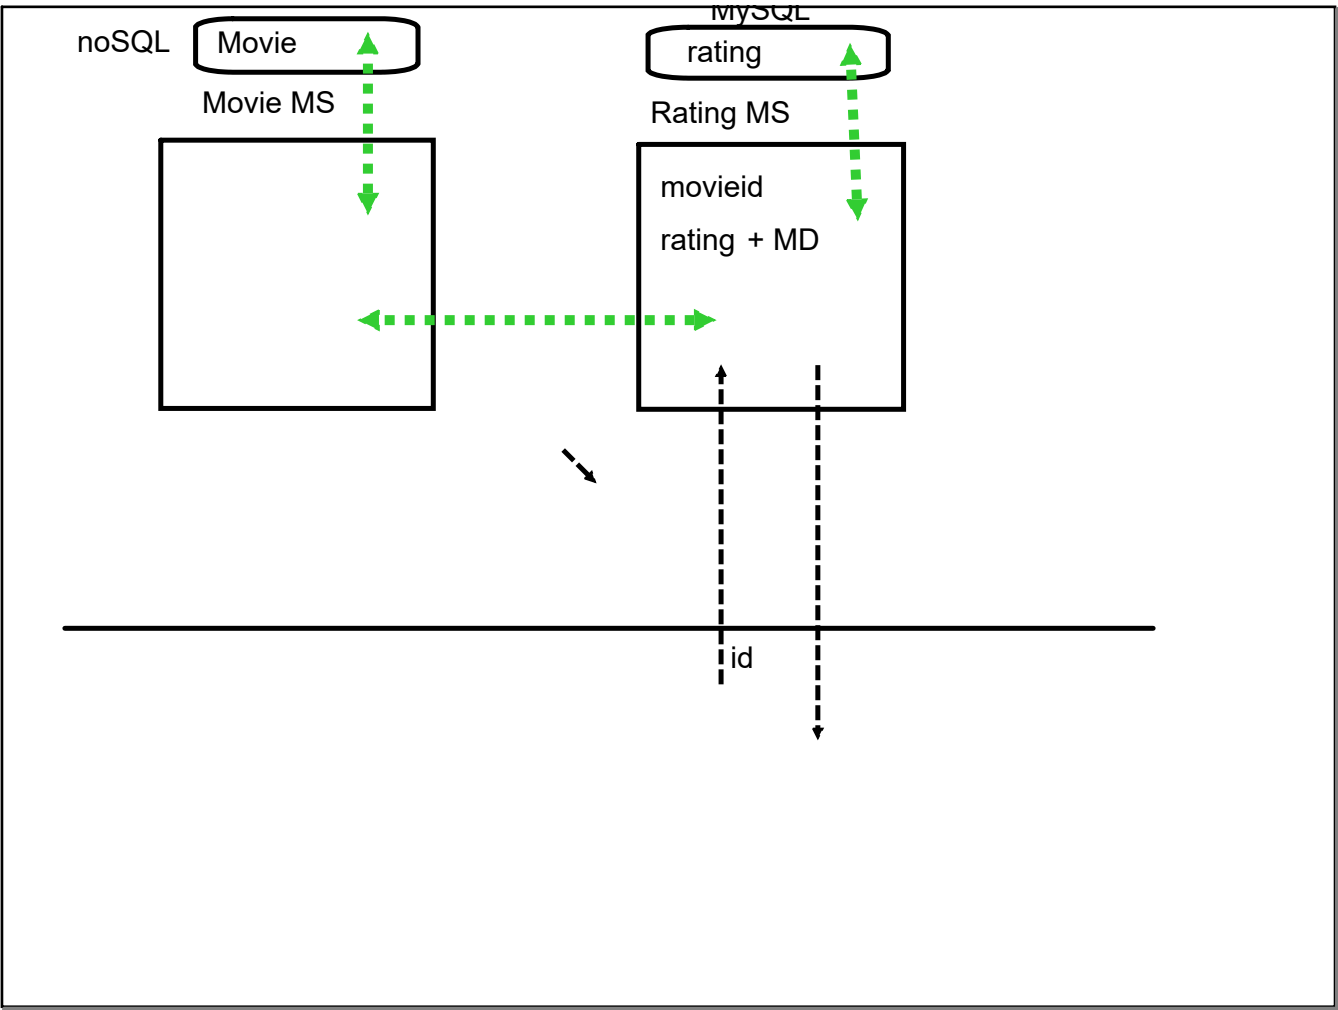 MySQL
noSQL
Movie
rating
Movie MS
Rating MS
movieid
rating + MD
id